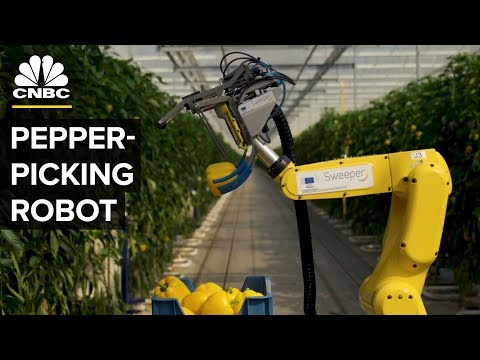 CNBC
PEPPER-
PICKING
ROBOT
Sweeper